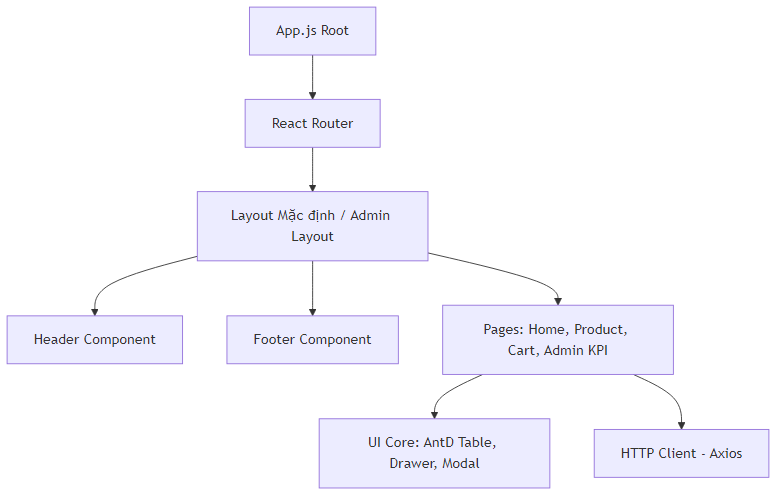 App.js Root
React Router
Layout Mặc định / Admin
Layout
Header Component
Footer Component
Pages: Home, Product,
Cart, Admin KPI
UI Core: AntD Table,
Drawer, Modal
HTTP Client - Axios